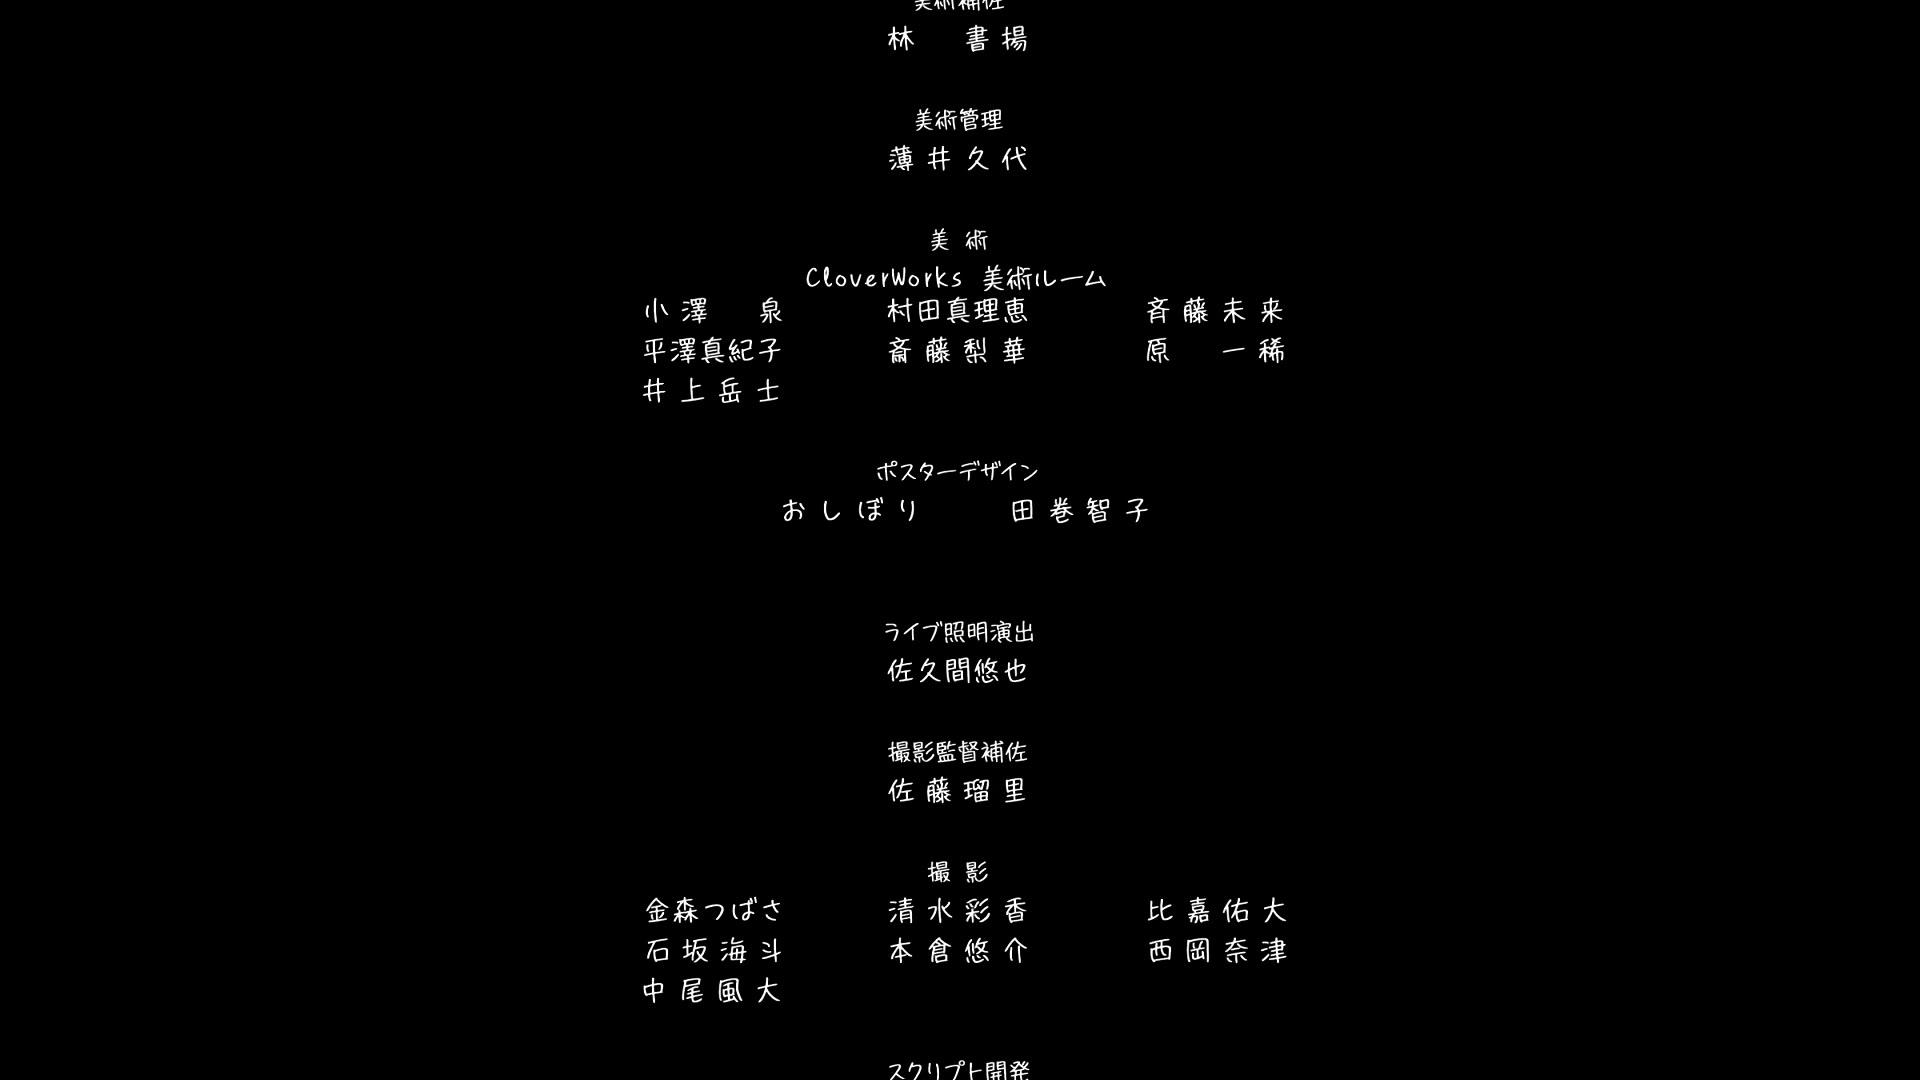 美術補佐
林 書揚
美術管理
薄井久代
美術
CloverWorks 美術ルーム
小澤 泉 村田真理恵 斉藤未来
平澤真紀子 斎藤梨華 原 一稀
井上岳士
ポスターデザイン
おしぼり 田巻智子
ライブ照明演出
佐久間悠也
撮影監督補佐
佐藤瑠里
撮影
金森つばさ 清水彩香 比嘉佑大
石坂海斗 本倉悠介 西岡奈津
中尾風大
スクリプト開発